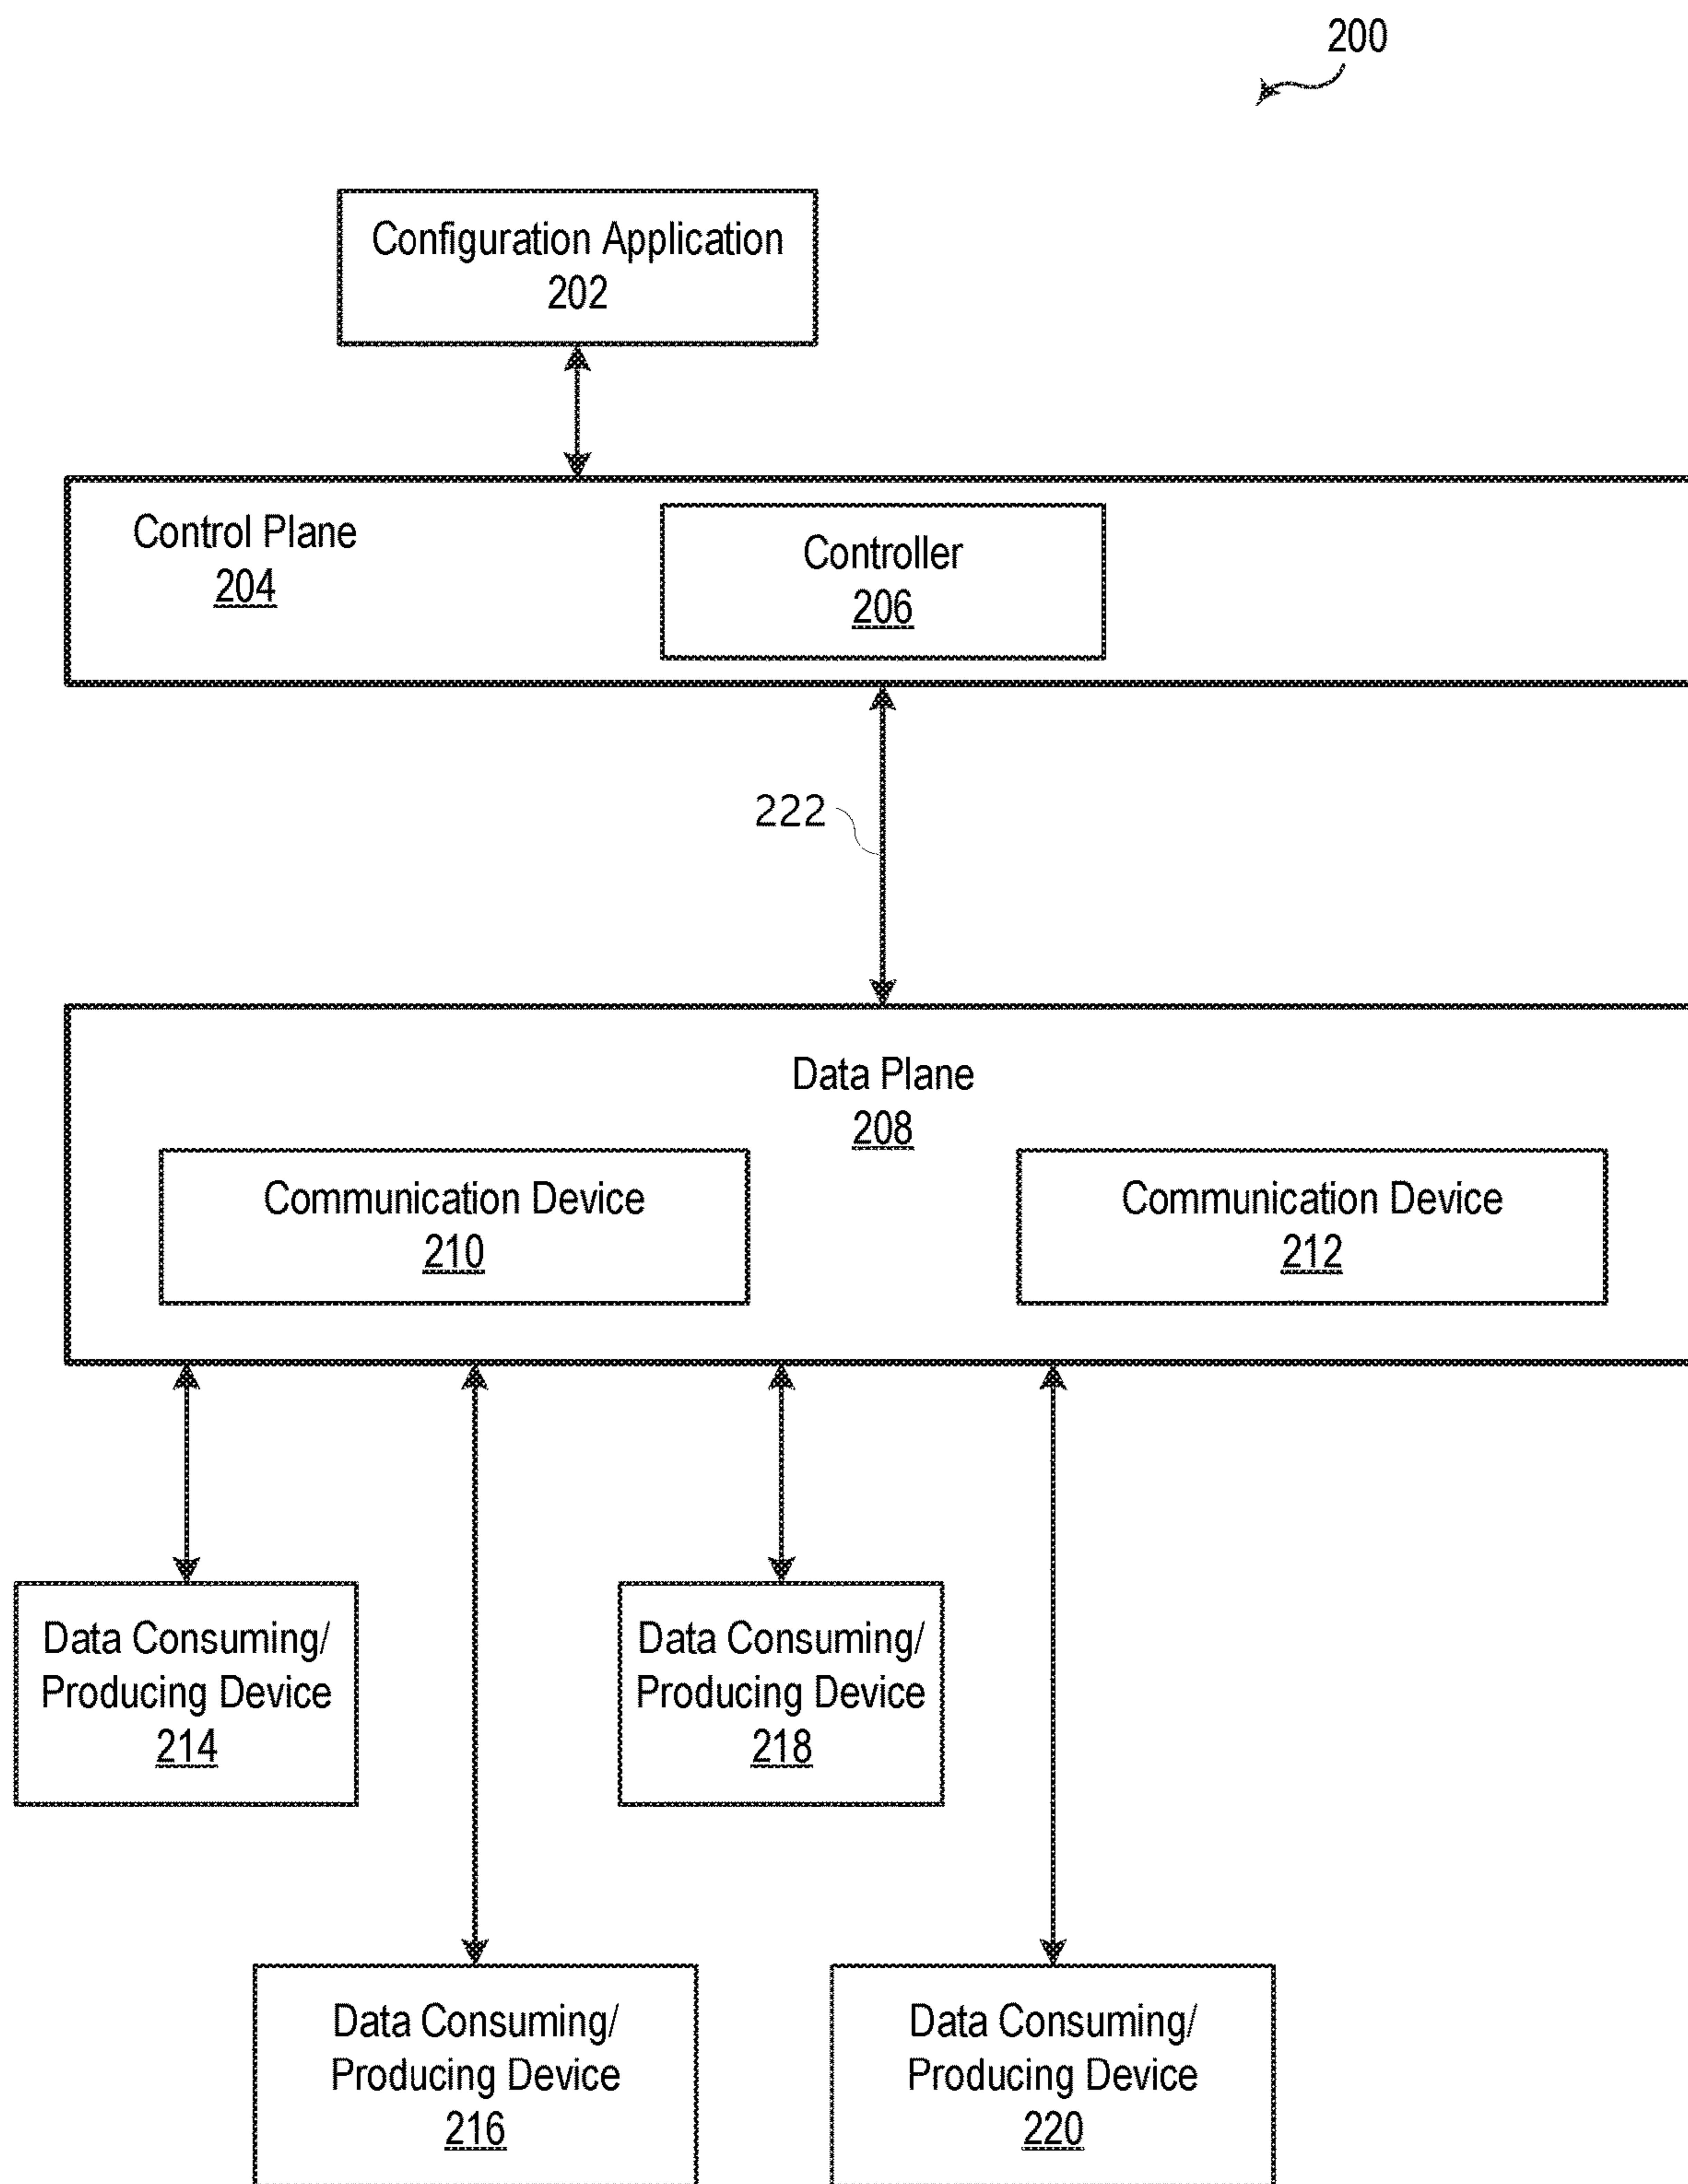 200
Configuration Application
202
Control Plane
204
Controller
206
222
Data Plane
208
Communication Device
210
Communication Device
212
Data Consuming/
Producing Device
214
Data Consuming/
Producing Device
218
Data Consuming/
Producing Device
216
Data Consuming/
Producing Device
220